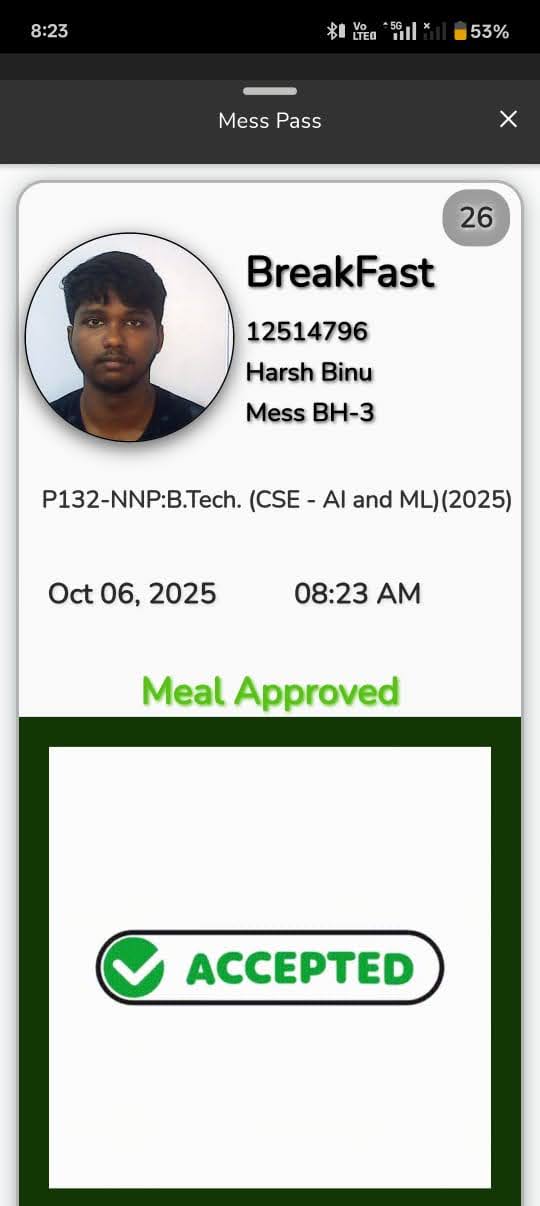 8:23
Vo LTE 5G 53%
Mess Pass
26
BreakFast
12514796
Harsh Binu
Mess BH-3
P132-NNP:B.Tech. (CSE - AI and ML)(2025)
Oct 06, 2025 08:23 AM
Meal Approved
ACCEPTED